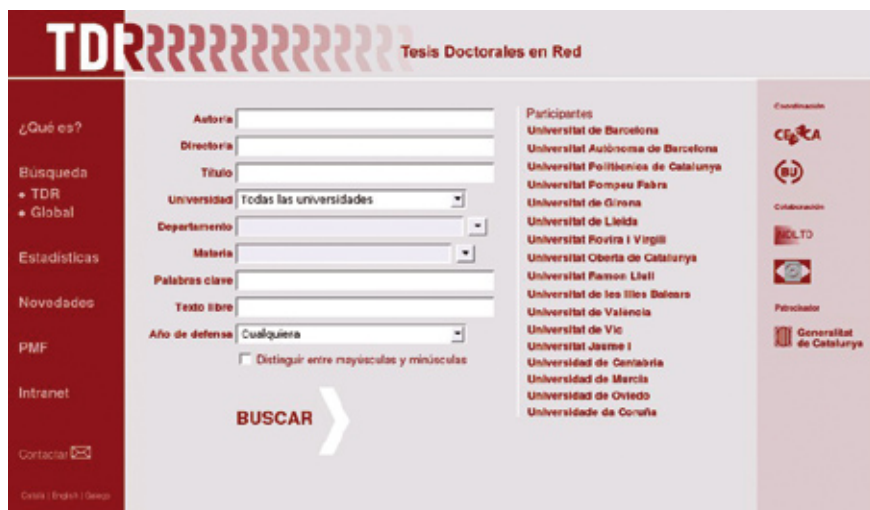 TDR
Tesis Doctorales en Red
¿Qué es?
Búsqueda
• TDR
• Global
Estadísticas
Novedades
PMF
Intranet
Contactar
Català | English | Galego
Autor/a
Director/a
Título
Universidad Todas las universidades
Departamento
Materia
Palabras clave
Texto libre
Año de defensa Cualquiera
Distinguir entre mayúsculas y minúsculas
BUSCAR
Participantes
Universitat de Barcelona
Universitat Autònoma de Barcelona
Universitat Politècnica de Catalunya
Universitat Pompeu Fabra
Universitat de Girona
Universitat de Lleida
Universitat Rovira i Virgili
Universitat Oberta de Catalunya
Universitat Ramon Llull
Universitat de les Illes Balears
Universitat de València
Universitat de Vic
Universitat Jaume I
Universidad de Cantabria
Universidad de Murcia
Universidad de Oviedo
Universidade da Coruña
Coordinación
CESCA
BU
Colaboración
NDLTD
Patrocinador
Generalitat
de Catalunya